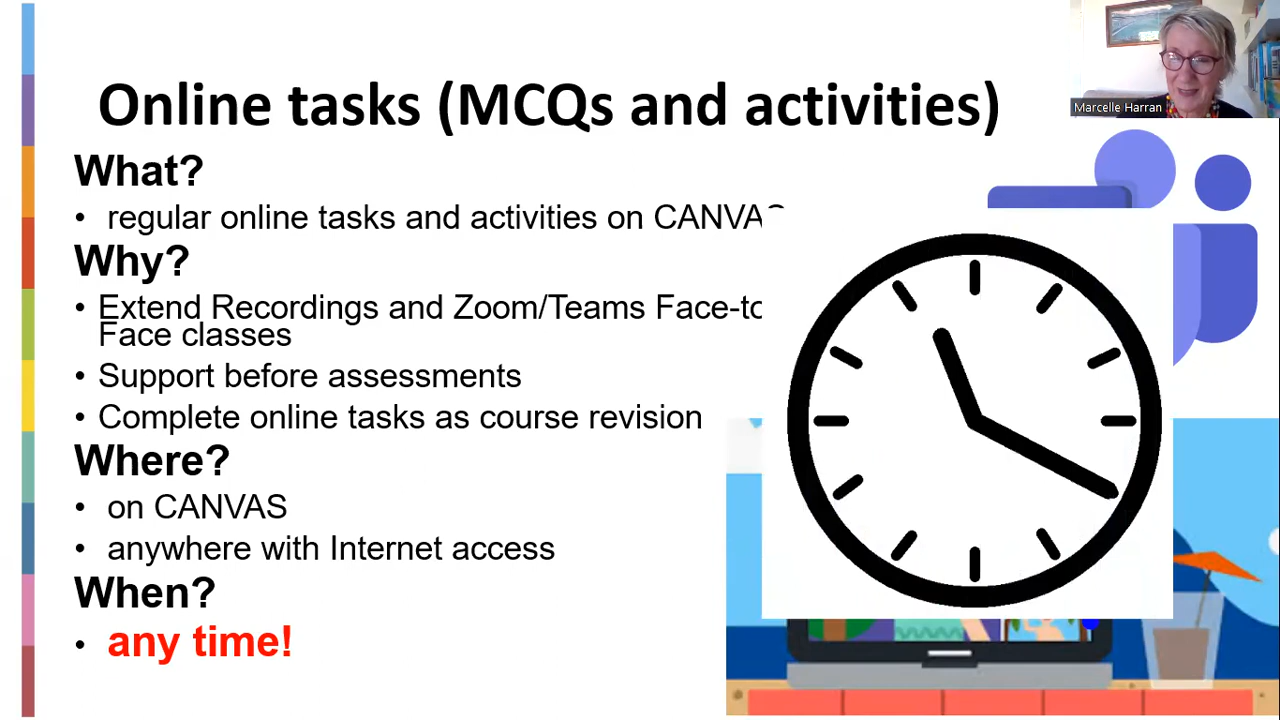 Online tasks (MCQs and activities)
Marcelle Harran
What?
• regular online tasks and activities on CANVAS
Why?
• Extend Recordings and Zoom/Teams Face-to
Face classes
• Support before assessments
• Complete online tasks as course revision
Where?
• on CANVAS
• anywhere with Internet access
When?
• any time!